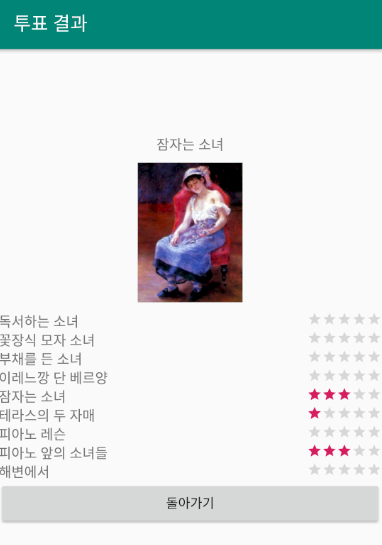 투표 결과
잠자는 소녀
독서하는 소녀
꽃장식 모자 소녀
부채를 든 소녀
이레느깡 단 베르양
잠자는 소녀
테라스의 두 자매
피아노 레슨
피아노 앞의 소녀들
해변에서
돌아가기